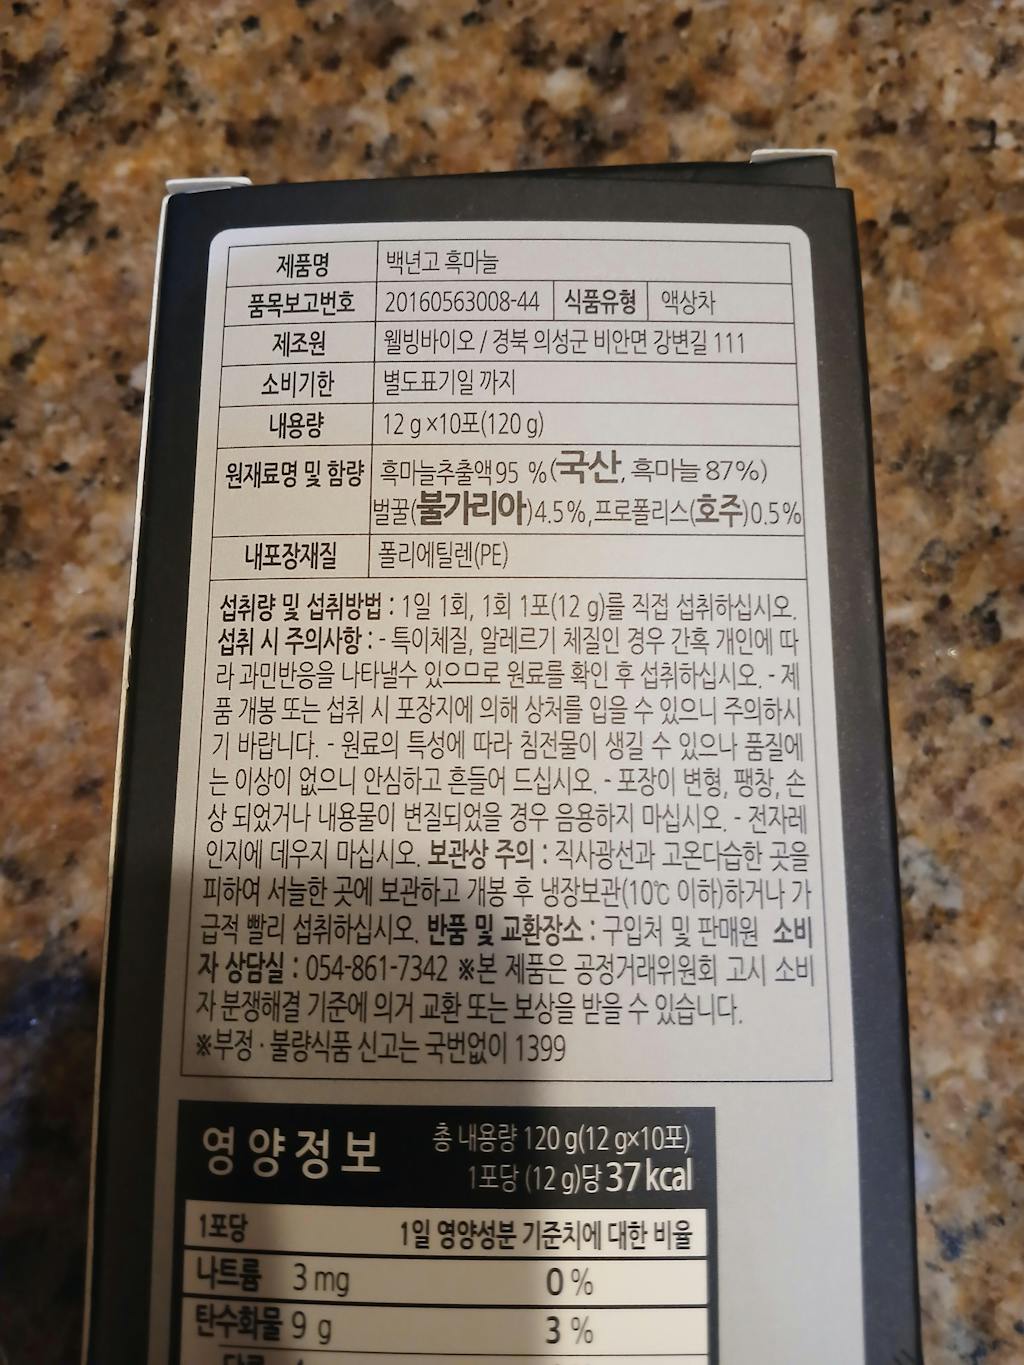 제품명 백년고 흑마늘
품목보고번호 20160563008-44 식품유형 액상차
제조원 웰빙바이오 / 경북 의성군 비안면 강변길 111
소비기한 별도표기일 까지
내용량 12 g×10포(120 g)
원재료명 및 함량 흑마늘추출액95 %(국산, 흑마늘 87%)
벌꿀(불가리아)4.5%,프로폴리스(호주)0.5%
내포장재질 폴리에틸렌(PE)
섭취량 및 섭취방법 : 1일 1회, 1회 1포(12 g)를 직접 섭취하십시오.
섭취 시 주의사항 : - 특이체질, 알레르기 체질인 경우 간혹 개인에 따
라 과민반응을 나타낼수 있으므로 원료를 확인 후 섭취하십시오. - 제
품 개봉 또는 섭취 시 포장지에 의해 상처를 입을 수 있으니 주의하시
기 바랍니다. - 원료의 특성에 따라 침전물이 생길 수 있으나 품질에
는 이상이 없으니 안심하고 흔들어 드십시오. - 포장이 변형, 팽창, 손
상 되었거나 내용물이 변질되었을 경우 음용하지 마십시오. - 전자레
인지에 데우지 마십시오. 보관상 주의 : 직사광선과 고온다습한 곳을
피하여 서늘한 곳에 보관하고 개봉 후 냉장보관(10℃ 이하)하거나 가
급적 빨리 섭취하십시오. 반품 및 교환장소 : 구입처 및 판매원 소비
자 상담실 : 054-861-7342 ※본 제품은 공정거래위원회 고시 소비
자 분쟁해결 기준에 의거 교환 또는 보상을 받을 수 있습니다.
※부정 · 불량식품 신고는 국번없이 1399
영양정보 총 내용량 120 g(12 g×10포)
1포당 (12 g)당 37 kcal
1포당 1일 영양성분 기준치에 대한 비율
나트륨 3 mg 0 %
탄수화물 9 g 3 %